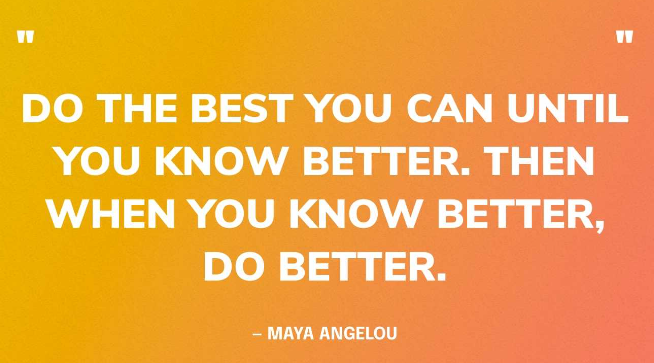 " "
DO THE BEST YOU CAN UNTIL
YOU KNOW BETTER. THEN
WHEN YOU KNOW BETTER,
DO BETTER.
– MAYA ANGELOU